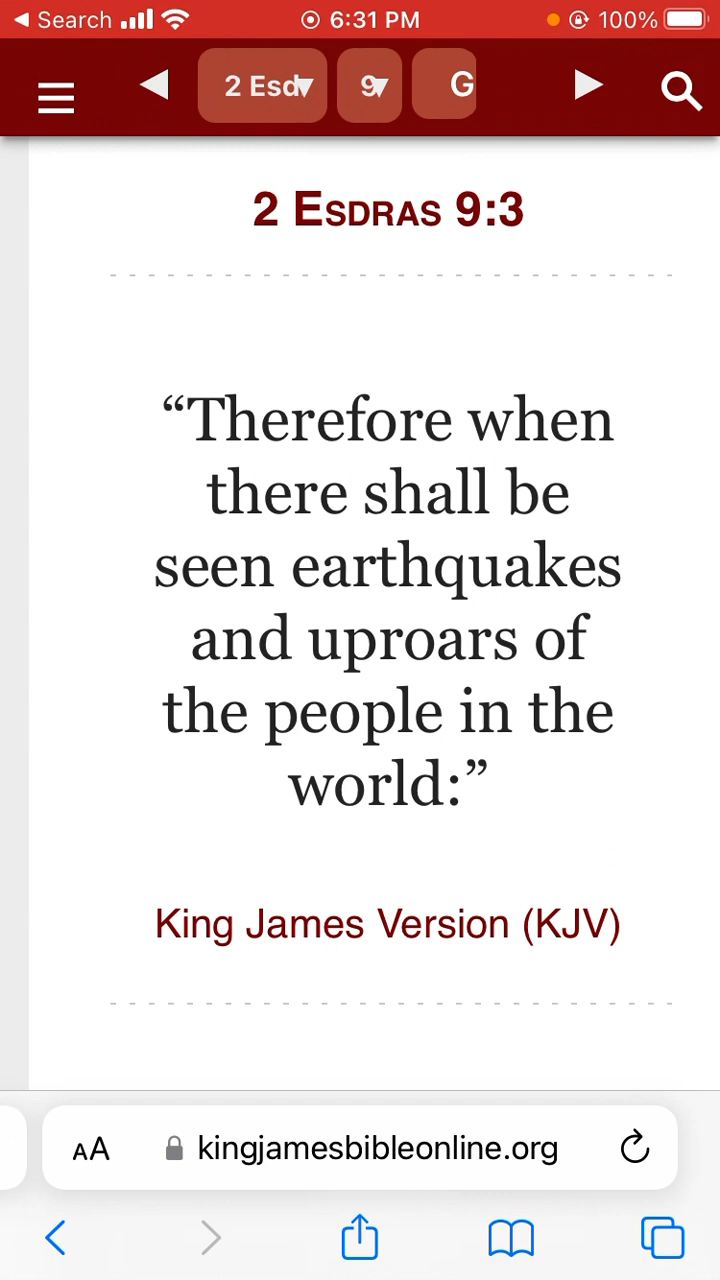 Search 6:31 PM 100%
2 Esd 9 G
2 ESDRAS 9:3
“Therefore when
there shall be
seen earthquakes
and uproars of
the people in the
world:”
King James Version (KJV)
AA kingjamesbibleonline.org